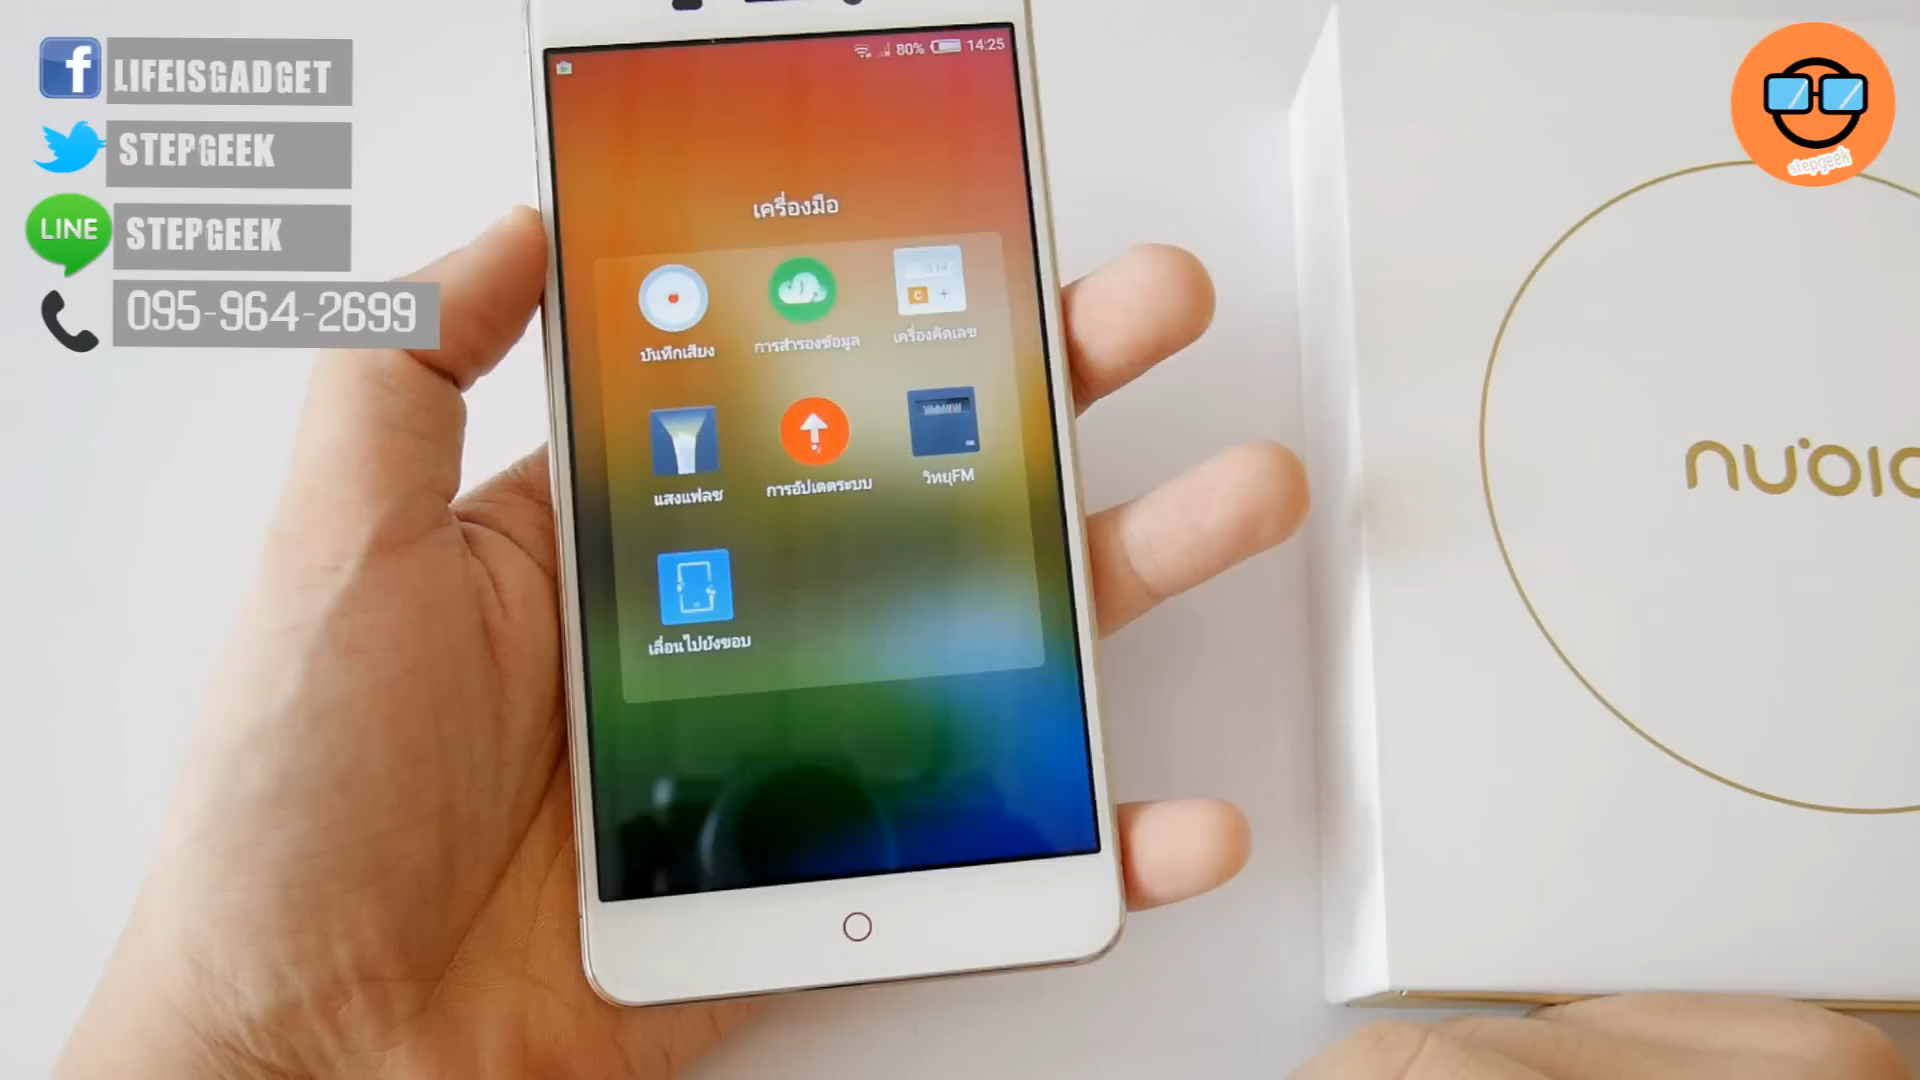 LIFEISGADGET
STEPGEEK
LINE
STEPGEEK
095-964-2699
stepgeek
80% 14:25
เครื่องมือ
บันทึกเสียง
การสำรองข้อมูล
เครื่องคิดเลข
C +
แสงแฟลช
การอัปเดตระบบ
วิทยุFM
เลื่อนไปยังขอบ